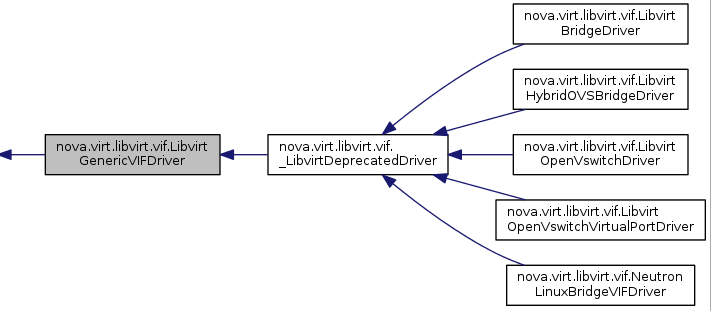 nova.virt.libvirt.vif.Libvirt
BridgeDriver
nova.virt.libvirt.vif.Libvirt
HybridOVSBridgeDriver
nova.virt.libvirt.vif.Libvirt
GenericVIFDriver
nova.virt.libvirt.vif.
_LibvirtDeprecatedDriver
nova.virt.libvirt.vif.Libvirt
OpenVswitchDriver
nova.virt.libvirt.vif.Libvirt
OpenVswitchVirtualPortDriver
nova.virt.libvirt.vif.Neutron
LinuxBridgeVIFDriver